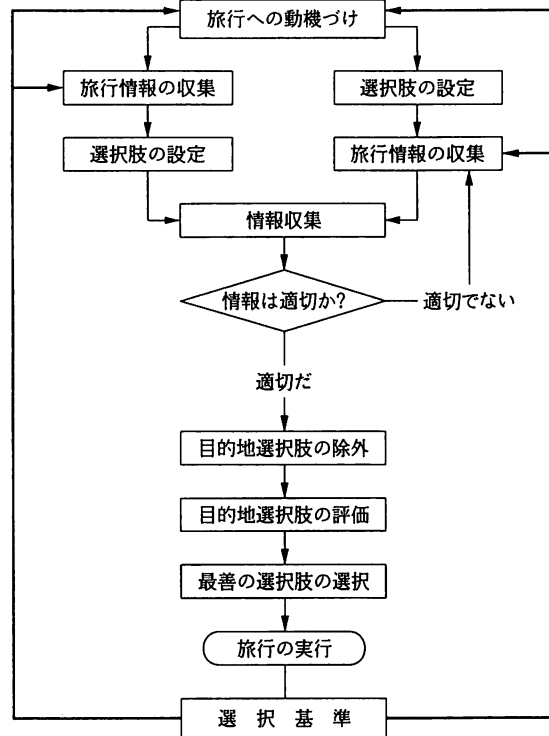 旅行への動機づけ
旅行情報の収集
選択肢の設定
選択肢の設定
旅行情報の収集
情報収集
情報は適切か?
適切でない
適切だ
目的地選択肢の除外
目的地選択肢の評価
最善の選択肢の選択
旅行の実行
選択基準